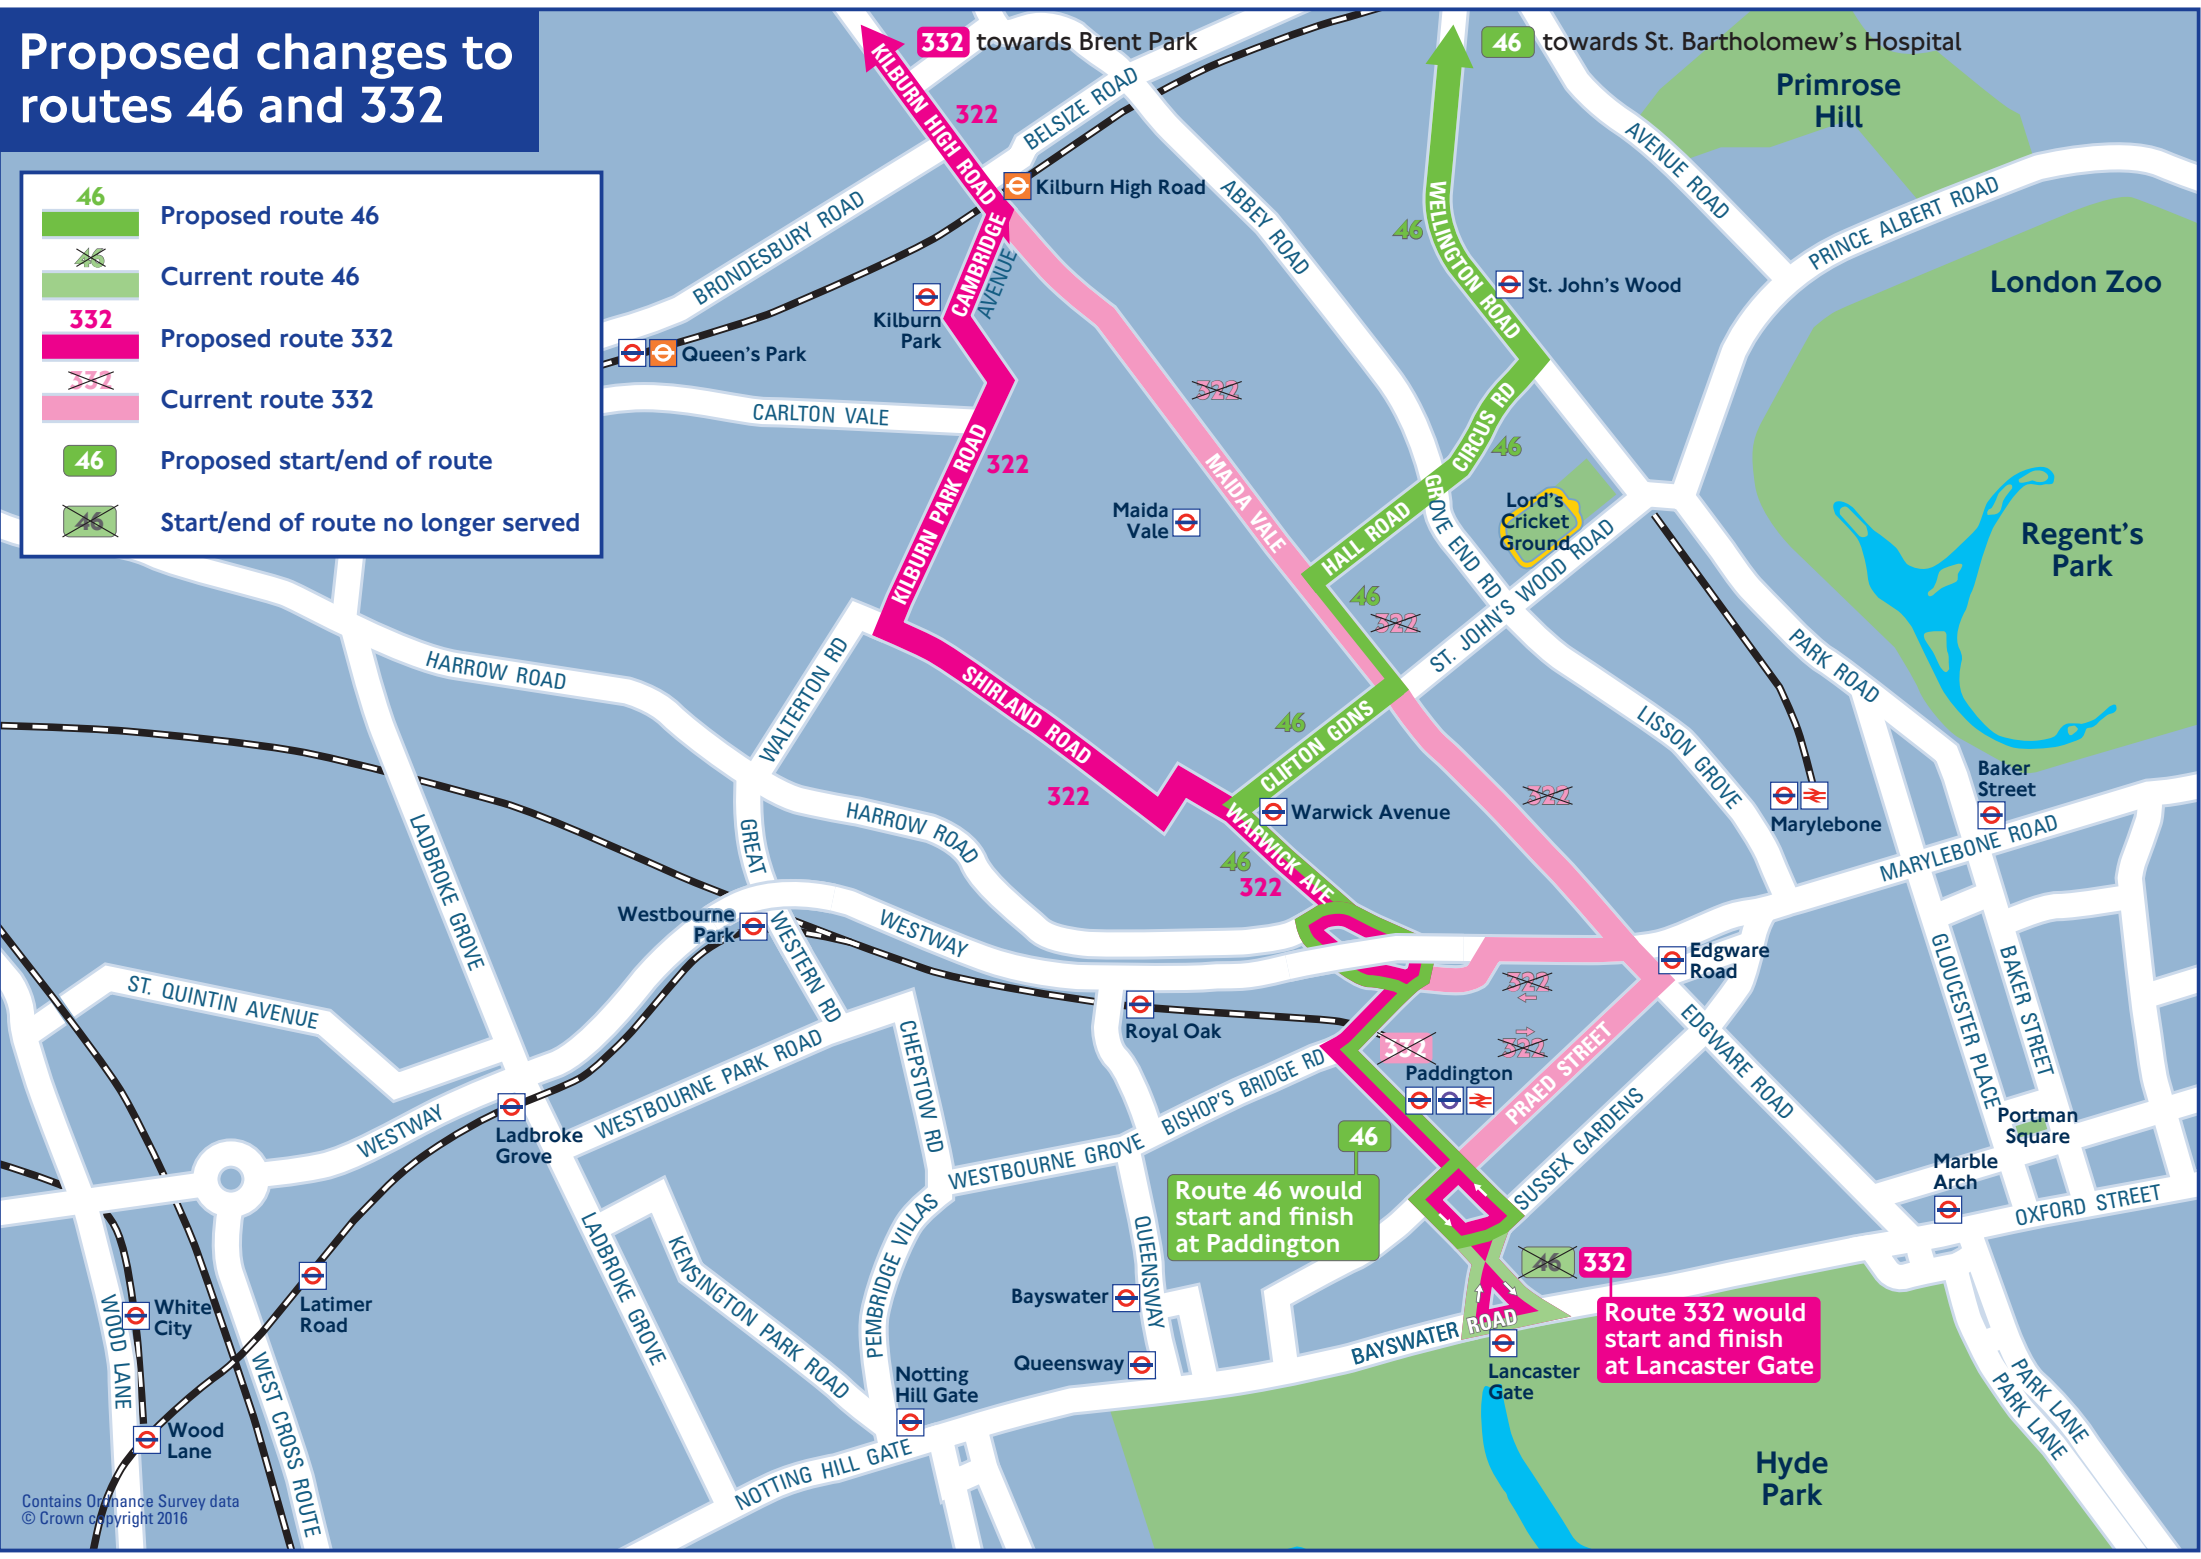 Proposed changes to
routes 46 and 332
46
Proposed route 46
46
Current route 46
332
Proposed route 332
332
Current route 332
46
Proposed start/end of route
46
Start/end of route no longer served
332 towards Brent Park
46 towards St. Bartholomew's Hospital
Primrose
Hill
KILBURN HIGH ROAD
322
BELSIZE ROAD
AVENUE ROAD
Kilburn High Road
ABBEY ROAD
WELLINGTON ROAD
46
PRINCE ALBERT ROAD
BRONDESBURY ROAD
CAMBRIDGE
AVENUE
St. John's Wood
London Zoo
Kilburn
Park
Queen's Park
CARLTON VALE
322
322
MAIDA VALE
CIRCUS RD
46
KILBURN PARK ROAD
Maida
Vale
HALL ROAD
GROVE END RD
Lord's
Cricket
Ground
ST. JOHN'S WOOD ROAD
Regent's
Park
46
322
HARROW ROAD
WALTERTON RD
SHIRLAND ROAD
322
46
CLIFTON GDNS
PARK ROAD
LISSON GROVE
322
Warwick Avenue
WARWICK AVE
46
322
Marylebone
Baker
Street
MARYLEBONE ROAD
LADBROKE GROVE
GREAT
WESTERN RD
HARROW ROAD
Westbourne
Park
WESTWAY
Edgware
Road
322
322
GLOUCESTER PLACE
BAKER STREET
ST. QUINTIN AVENUE
Royal Oak
332
Paddington
PRAED STREET
EDGWARE ROAD
WESTBOURNE PARK ROAD
CHEPSTOW RD
BISHOP'S BRIDGE RD
WESTWAY
Ladbroke
Grove
WESTBOURNE GROVE
46
Route 46 would
start and finish
at Paddington
SUSSEX GARDENS
Portman
Square
Marble
Arch
OXFORD STREET
LADBROKE GROVE
KENSINGTON PARK ROAD
PEMBRIDGE VILLAS
QUEENSWAY
46
332
Route 332 would
start and finish
at Lancaster Gate
Bayswater
Queensway
BAYSWATER ROAD
Lancaster
Gate
WOOD LANE
White
City
Latimer
Road
WEST CROSS ROUTE
Wood
Lane
Notting
Hill Gate
NOTTING HILL GATE
Hyde
Park
PARK LANE
PARK LANE
Contains Ordnance Survey data
© Crown copyright 2016